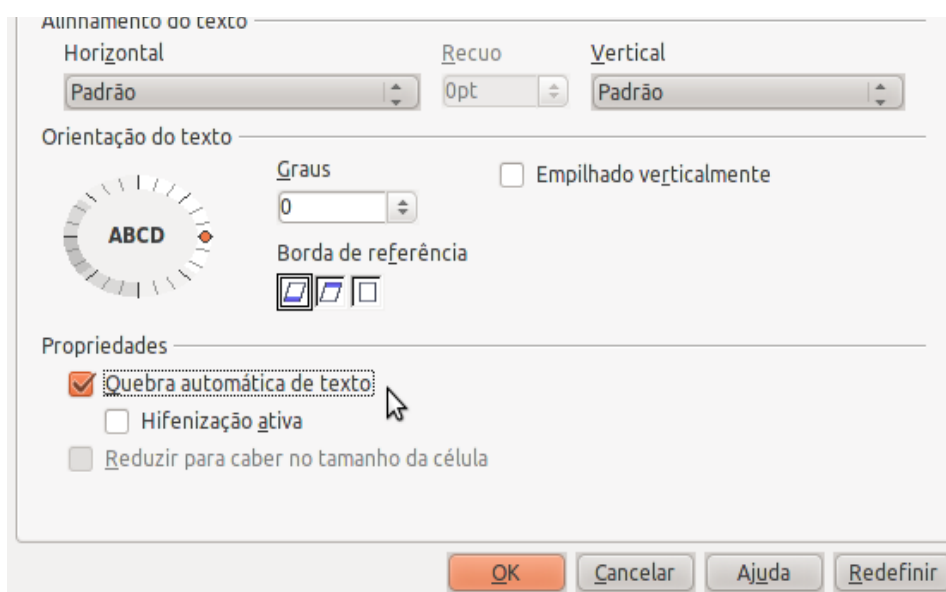 Alinhamento do texto
Horizontal Recuo Vertical
Padrão 0pt Padrão
Orientação do texto
Graus Empilhado verticalmente
0
ABCD
Borda de referência
Propriedades
Quebra automática de texto
Hifenização ativa
Reduzir para caber no tamanho da célula
OK Cancelar Ajuda Redefinir